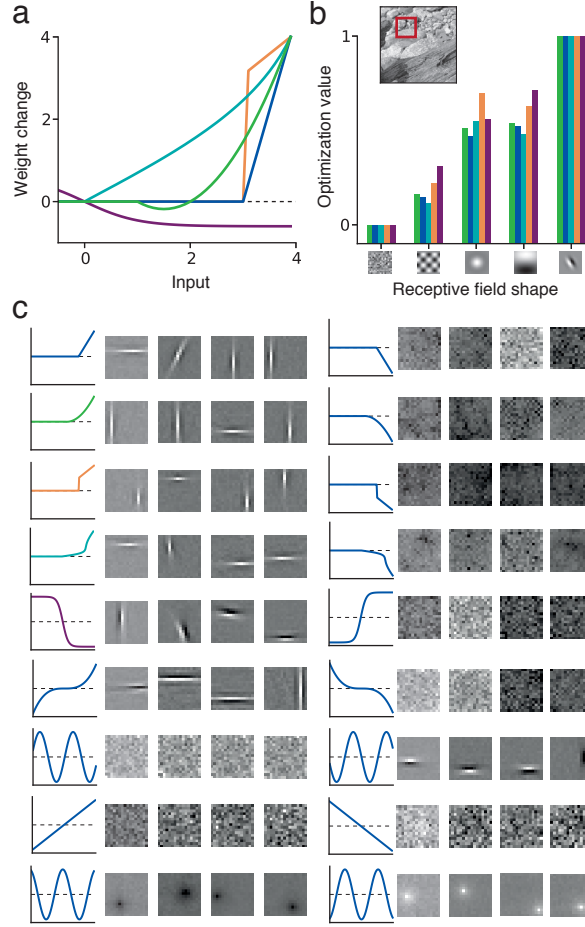 a
4
2
0
Weight change
0
2
4
Input
b
1
0
Optimization value
Receptive field shape
c